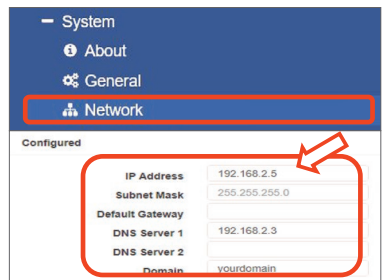 − System
About
General
Network
Configured
IP Address 192.168.2.5
Subnet Mask 255.255.255.0
Default Gateway
DNS Server 1 192.168.2.3
DNS Server 2
Domain yourdomain